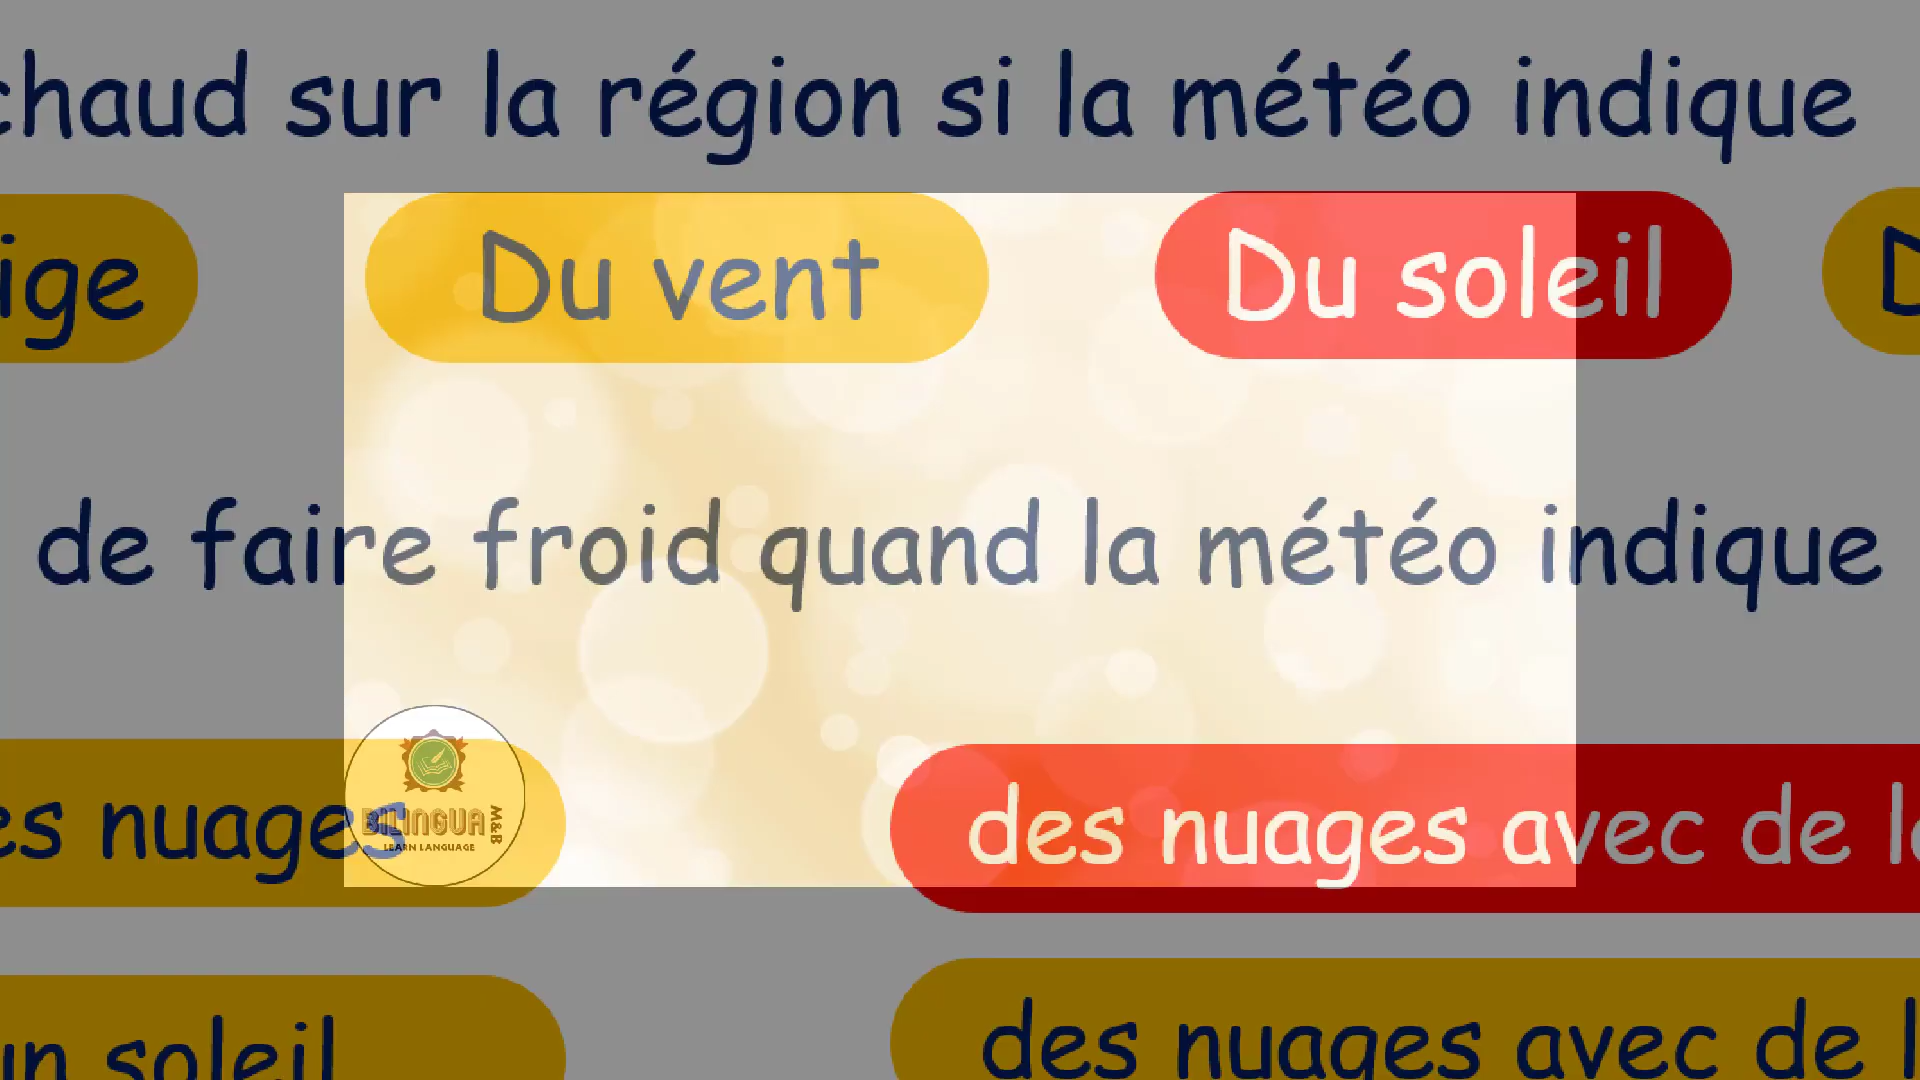 chaud sur la région si la météo indique
ige Du vent Du soleil D
de faire froid quand la météo indique
es nuages des nuages avec de l
BILINGUA M&B
LEARN LANGUAGE
un soleil des nuages avec de l